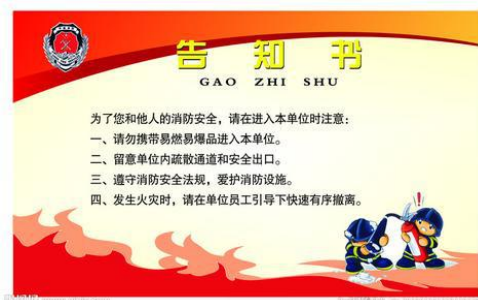 告知书
GAO ZHI SHU
为了您和他人的消防安全，请在进入本单位时注意：
一、请勿携带易燃易爆品进入本单位。
二、留意单位内疏散通道和安全出口。
三、遵守消防安全法规，爱护消防设施。
四、发生火灾时，请在单位员工引导下快速有序撤离。